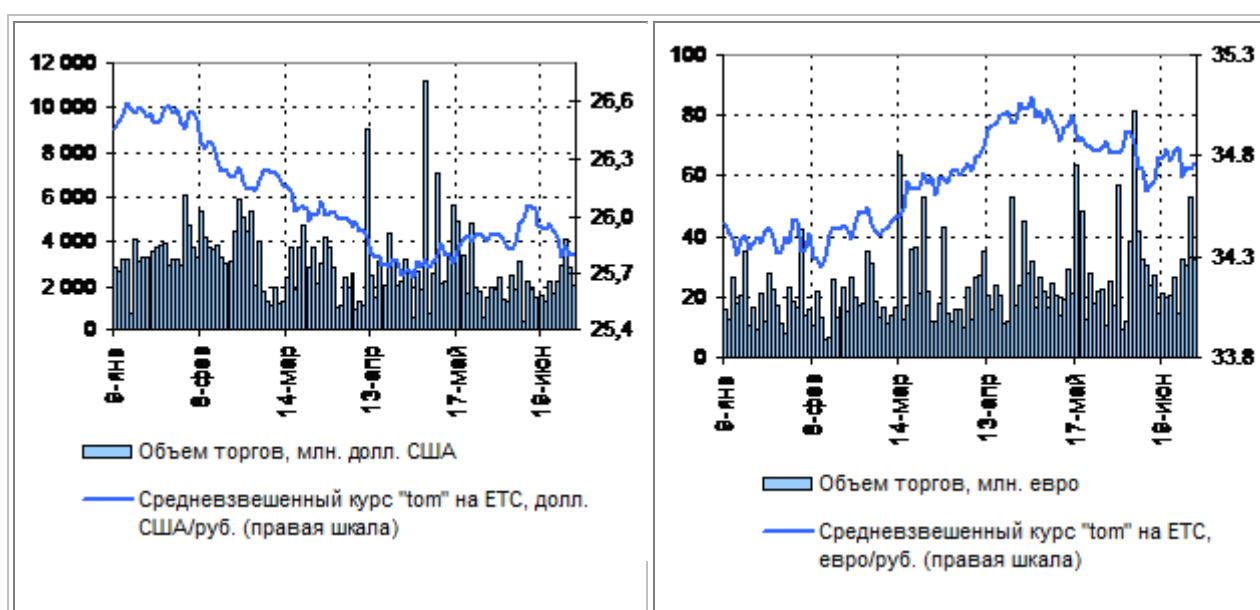 12 000
10 000
8 000
6 000
4 000
2 000
0
26,6
26,3
26,0
25,7
25,4
9-янв
8-фев
14-мар
13-апр
17-май
19-июн
Объем торгов, млн. долл. США
Средневзвешенный курс "tom" на ЕТС, долл.
США/руб. (правая шкала)
100
80
60
40
20
0
35.3
34.8
34.3
33.8
9-янв
8-фев
14-мар
13-апр
17-май
19-июн
Объем торгов, млн. евро
Средневзвешенный курс "tom" на ЕТС,
евро/руб. (правая шкала)